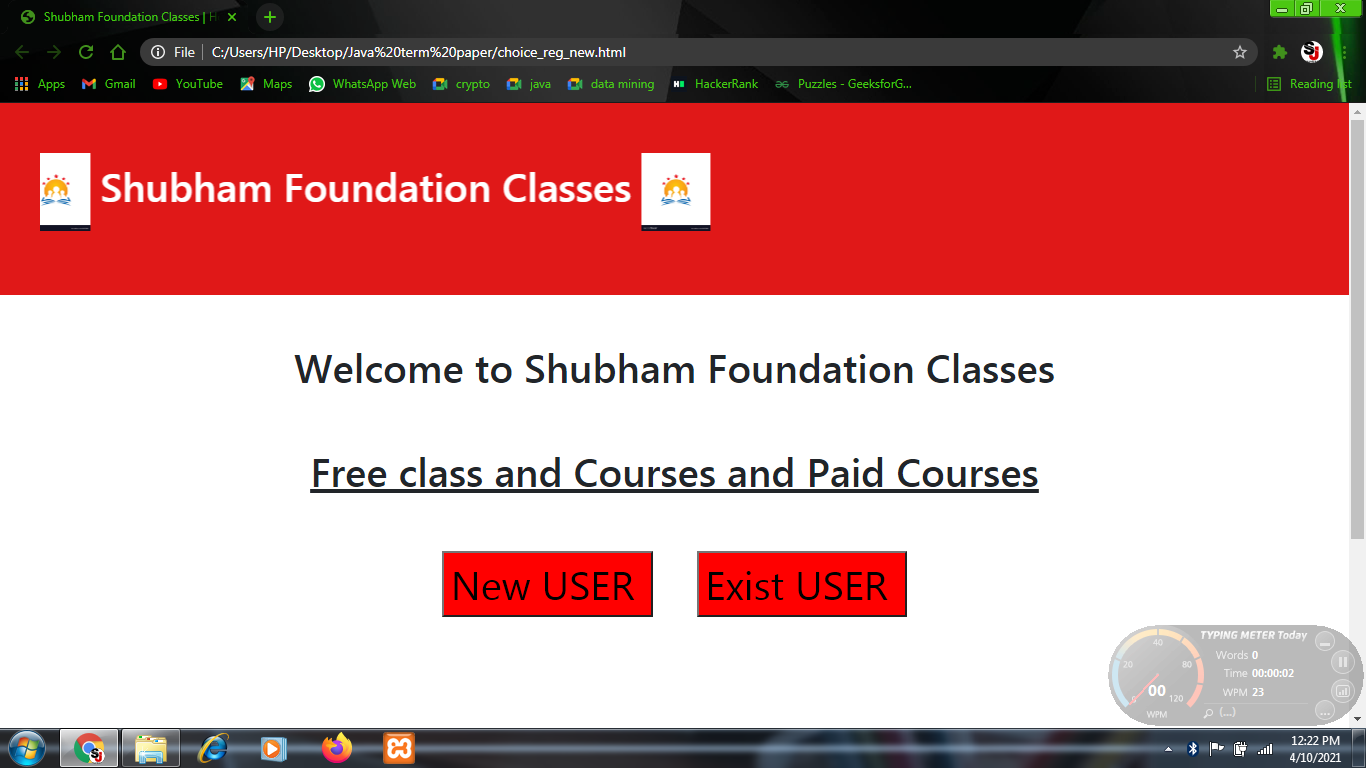 Shubham Foundation Classes | H
File
C:/Users/HP/Desktop/Java%20term%20paper/choice_reg_new.html
Apps
Gmail
YouTube
Maps
WhatsApp Web
crypto
java
data mining
HackerRank
Puzzles - GeeksforG...
Reading list
Shubham Foundation Classes
Welcome to Shubham Foundation Classes
Free class and Courses and Paid Courses
New USER
Exist USER
TYPING METER Today
Words 0
Time 00:00:02
WPM 23
0 20 40 80 120
00
WPM
(...)
12:22 PM
4/10/2021